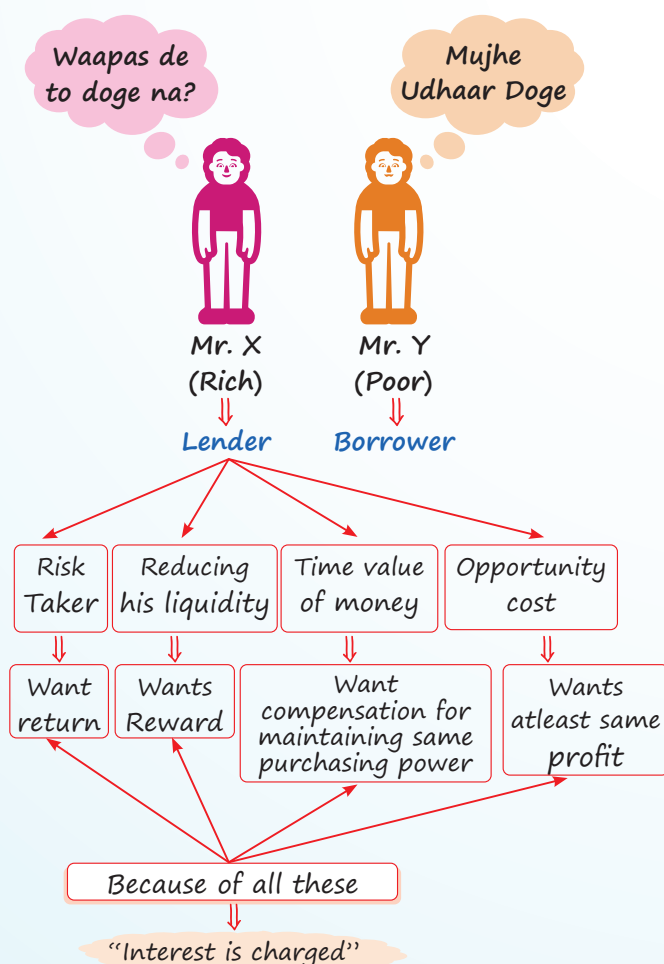 Waapas de
to doge na?
Mujhe
Udhaar Doge
Mr. X
(Rich)
Mr. Y
(Poor)
Lender
Borrower
Risk
Taker
Reducing
his liquidity
Time value
of money
Opportunity
cost
Want
return
Wants
Reward
Want
compensation for
maintaining same
purchasing power
Wants
atleast same
profit
Because of all these
“Interest is charged”